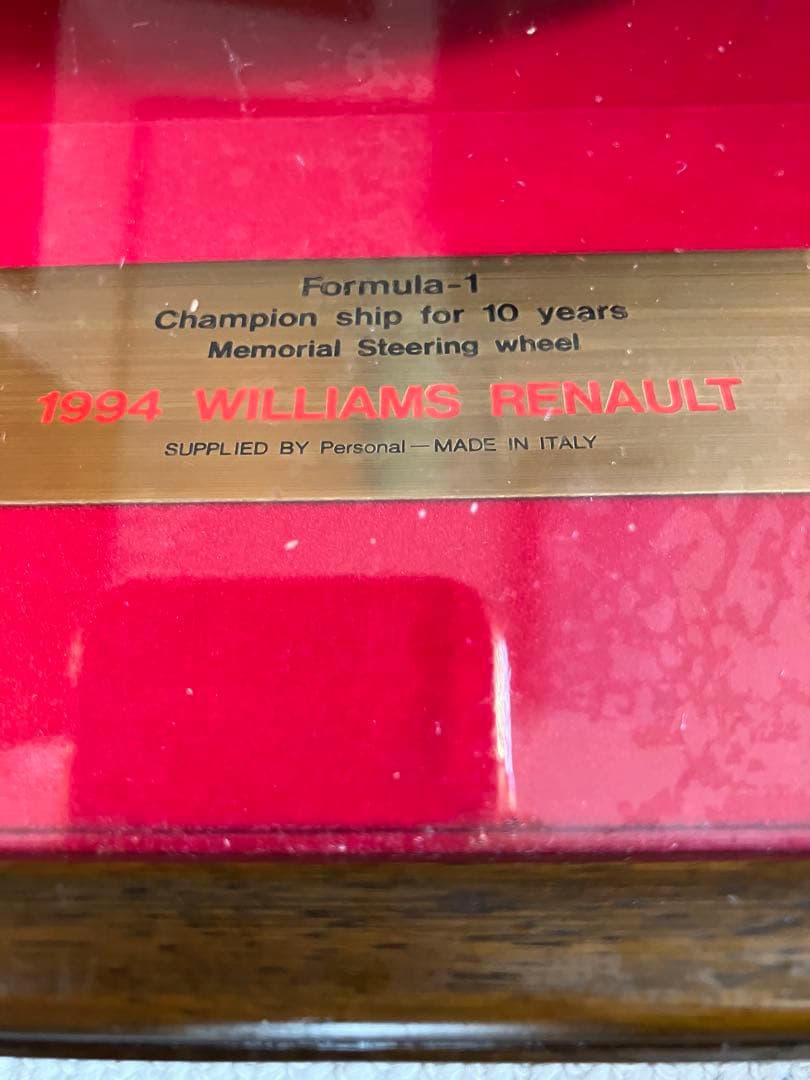 Formula-1
Champion ship for 10 years
Memorial Steering wheel
1994 WILLIAMS RENAULT
SUPPLIED BY Personal—MADE IN ITALY